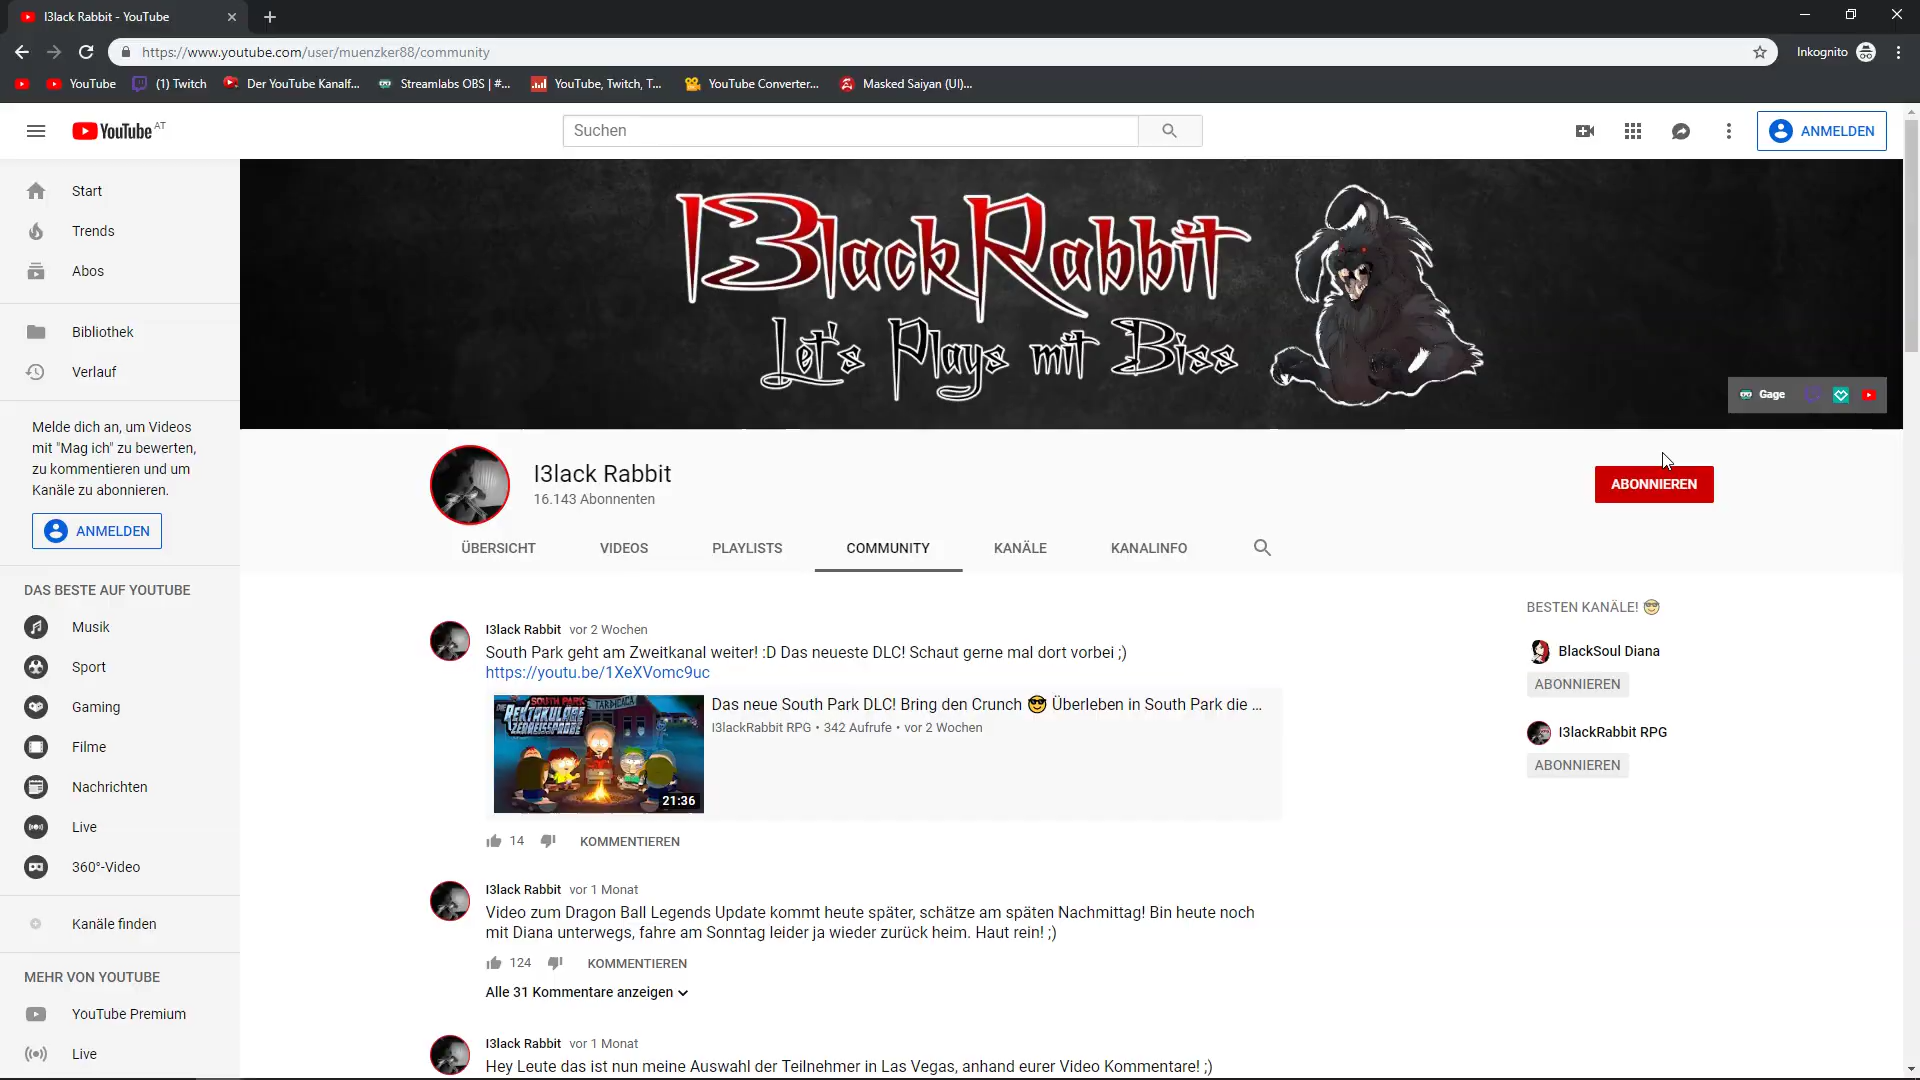 I3lack Rabbit - YouTube
https://www.youtube.com/user/muenzker88/community
Inkognito
YouTube
(1) Twitch
Der YouTube Kanalf...
Streamlabs OBS | #...
YouTube, Twitch, T...
YouTube Converter...
Masked Saiyan (UI)...
YouTube AT
Suchen
ANMELDEN
Start
Trends
Abos
Bibliothek
Verlauf
Melde dich an, um Videos
mit "Mag ich" zu bewerten,
zu kommentieren und um
Kanäle zu abonnieren.
ANMELDEN
DAS BESTE AUF YOUTUBE
Musik
Sport
Gaming
Filme
Nachrichten
Live
360°-Video
Kanäle finden
MEHR VON YOUTUBE
YouTube Premium
Live
I3lackRabbit
Let's Plays mit Biss
Gage
I3lack Rabbit
16.143 Abonnenten
ABONNIEREN
ÜBERSICHT
VIDEOS
PLAYLISTS
COMMUNITY
KANÄLE
KANALINFO
I3lack Rabbit vor 2 Wochen
South Park geht am Zweitkanal weiter! :D Das neueste DLC! Schaut gerne mal dort vorbei ;)
https://youtu.be/1XeXVomc9uc
SOUTH PARK
DIE REKTAKULÄRE
ZERREISSPROBE
21:36
Das neue South Park DLC! Bring den Crunch 😎 Überleben in South Park die ...
I3lackRabbit RPG • 342 Aufrufe • vor 2 Wochen
14 KOMMENTIEREN
I3lack Rabbit vor 1 Monat
Video zum Dragon Ball Legends Update kommt heute später, schätze am späten Nachmittag! Bin heute noch
mit Diana unterwegs, fahre am Sonntag leider ja wieder zurück heim. Haut rein! ;)
124 KOMMENTIEREN
Alle 31 Kommentare anzeigen
I3lack Rabbit vor 1 Monat
Hey Leute das ist nun meine Auswahl der Teilnehmer in Las Vegas, anhand eurer Video Kommentare! ;)
BESTEN KANÄLE! 😎
BlackSoul Diana
ABONNIEREN
I3lackRabbit RPG
ABONNIEREN